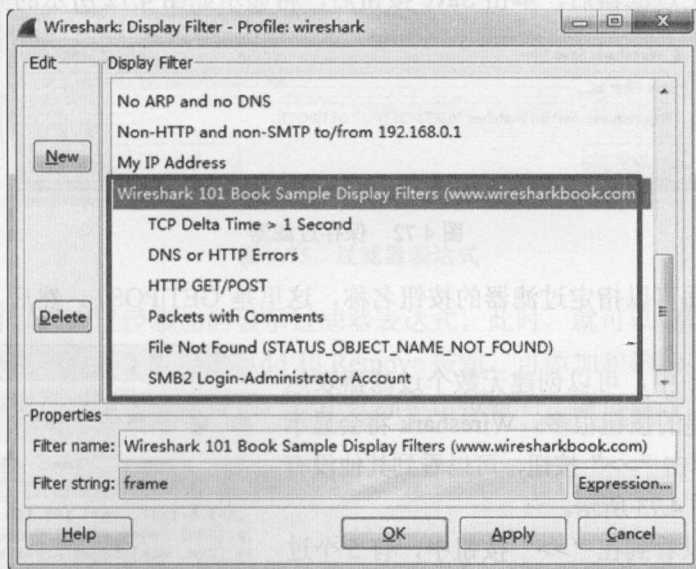 Wireshark: Display Filter - Profile: wireshark
Edit
Display Filter
No ARP and no DNS
Non-HTTP and non-SMTP to/from 192.168.0.1
New
My IP Address
Wireshark 101 Book Sample Display Filters (www.wiresharkbook.com
TCP Delta Time > 1 Second
DNS or HTTP Errors
HTTP GET/POST
Delete
Packets with Comments
File Not Found (STATUS_OBJECT_NAME_NOT_FOUND)
SMB2 Login-Administrator Account
Properties
Filter name: Wireshark 101 Book Sample Display Filters (www.wiresharkbook.com)
Filter string: frame
Expression...
Help
OK
Apply
Cancel